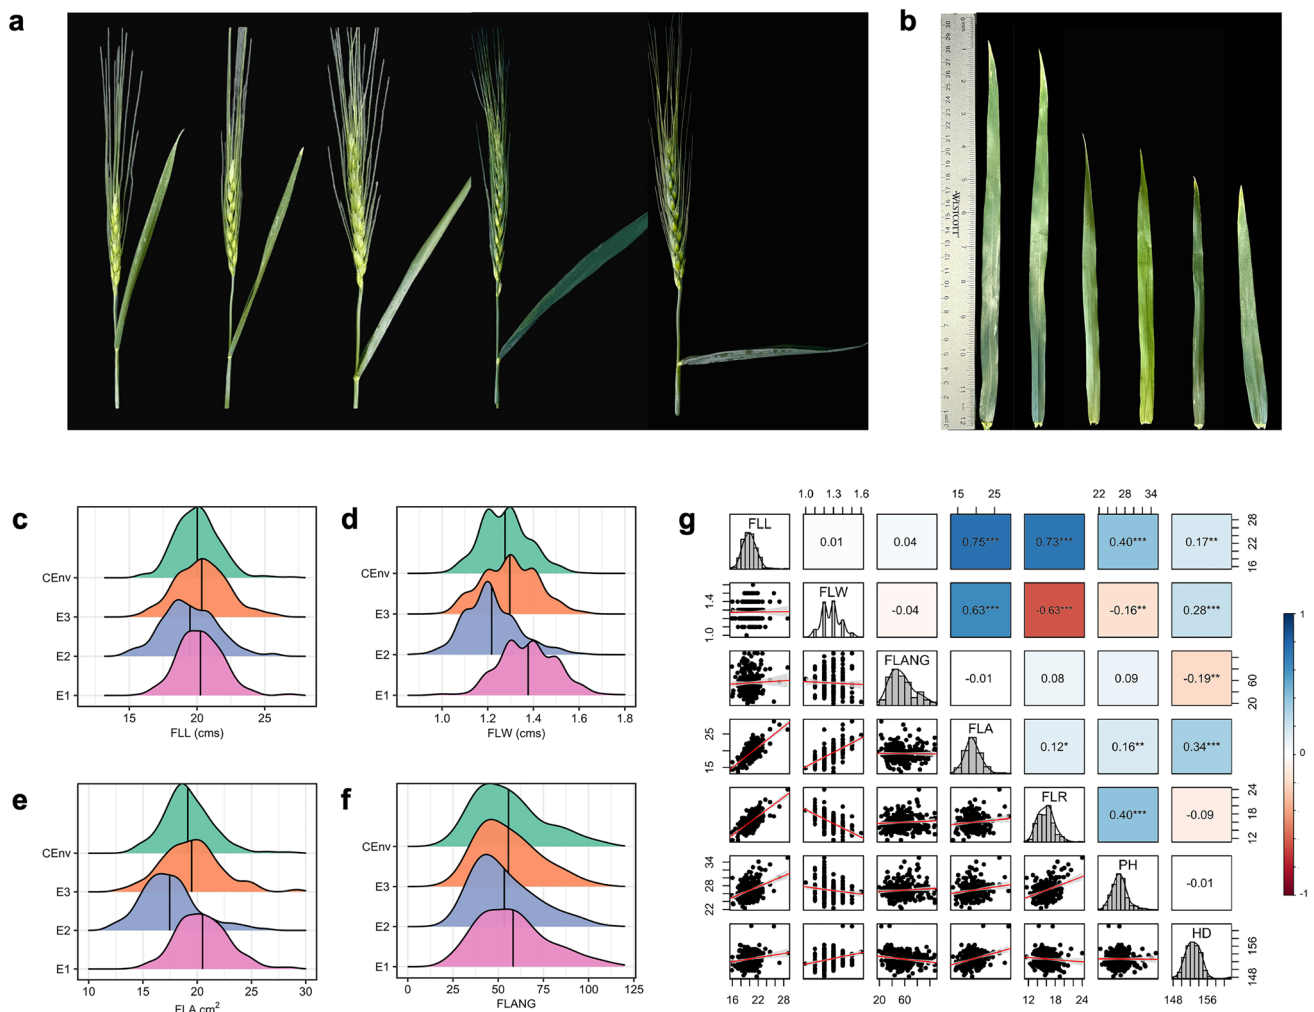 a
b
WESTCOTT
c
CEnv
E3
E2
E1
15 20 25
FLL (cms)
d
CEnv
E3
E2
E1
1.0 1.2 1.4 1.6 1.8
FLW (cms)
e
CEnv
E3
E2
E1
10 15 20 25 30
FLA cm²
f
CEnv
E3
E2
E1
0 25 50 75 100 125
FLANG
g
1.0 1.3 1.6
15 25
22 28 34
FLL 0.01 0.04 0.75*** 0.73*** 0.40*** 0.17**
28
22
16
1.4
1.0
FLW -0.04 0.63*** -0.63*** -0.16** 0.28***
FLANG -0.01 0.08 0.09 -0.19**
60
20
25
15
FLA 0.12* 0.16** 0.34***
FLR 0.40*** -0.09
24
18
12
34
28
22
PH -0.01
HD
156
148
16 22 28
20 60
12 18 24
148 156
1
0
-1